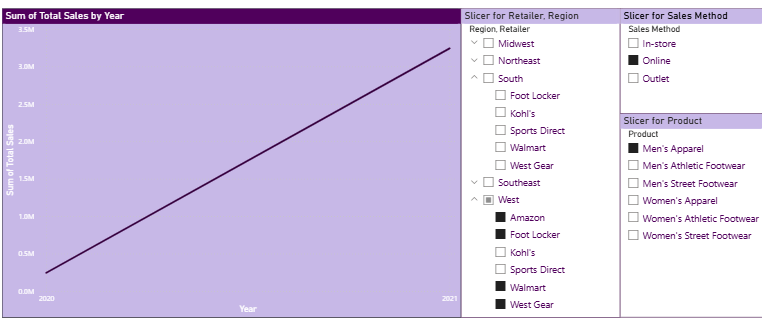 Sum of Total Sales by Year
3.5M
3.0M
2.5M
2.0M
1.5M
1.0M
0.5M
0.0M
Sum of Total Sales
2020
2021
Year
Slicer for Retailer, Region
Region, Retailer
Midwest
Northeast
South
Foot Locker
Kohl's
Sports Direct
Walmart
West Gear
Southeast
West
Amazon
Foot Locker
Kohl's
Sports Direct
Walmart
West Gear
Slicer for Sales Method
Sales Method
In-store
Online
Outlet
Slicer for Product
Product
Men's Apparel
Men's Athletic Footwear
Men's Street Footwear
Women's Apparel
Women's Athletic Footwear
Women's Street Footwear